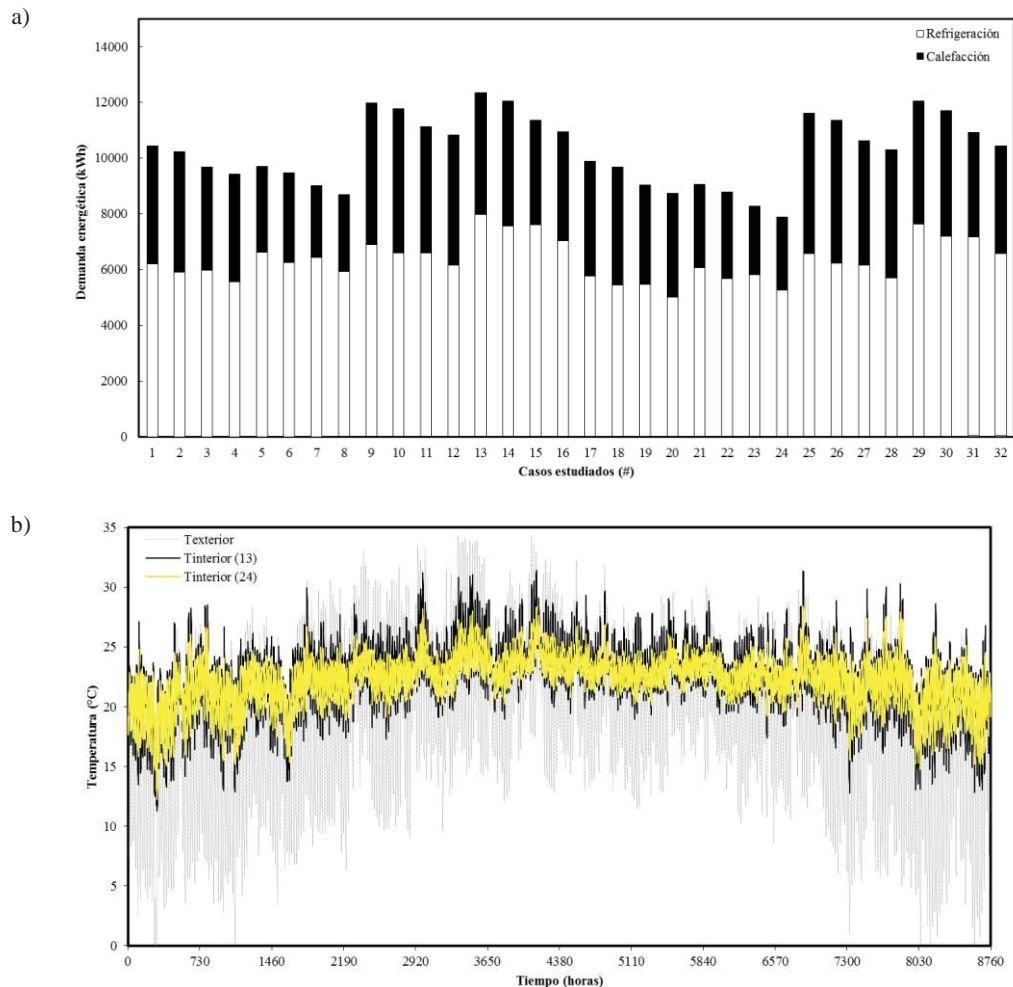 a)
Refrigeración
Calefacción
Demanda energética (kWh)
14000
12000
10000
8000
6000
4000
2000
0
1 2 3 4 5 6 7 8 9 10 11 12 13 14 15 16 17 18 19 20 21 22 23 24 25 26 27 28 29 30 31 32
Casos estudiados (#)
b)
Texterior
Tinterior (13)
Tinterior (24)
Temperatura (°C)
35
30
25
20
15
10
5
0
0 730 1460 2190 2920 3650 4380 5110 5840 6570 7300 8030 8760
Tiempo (horas)